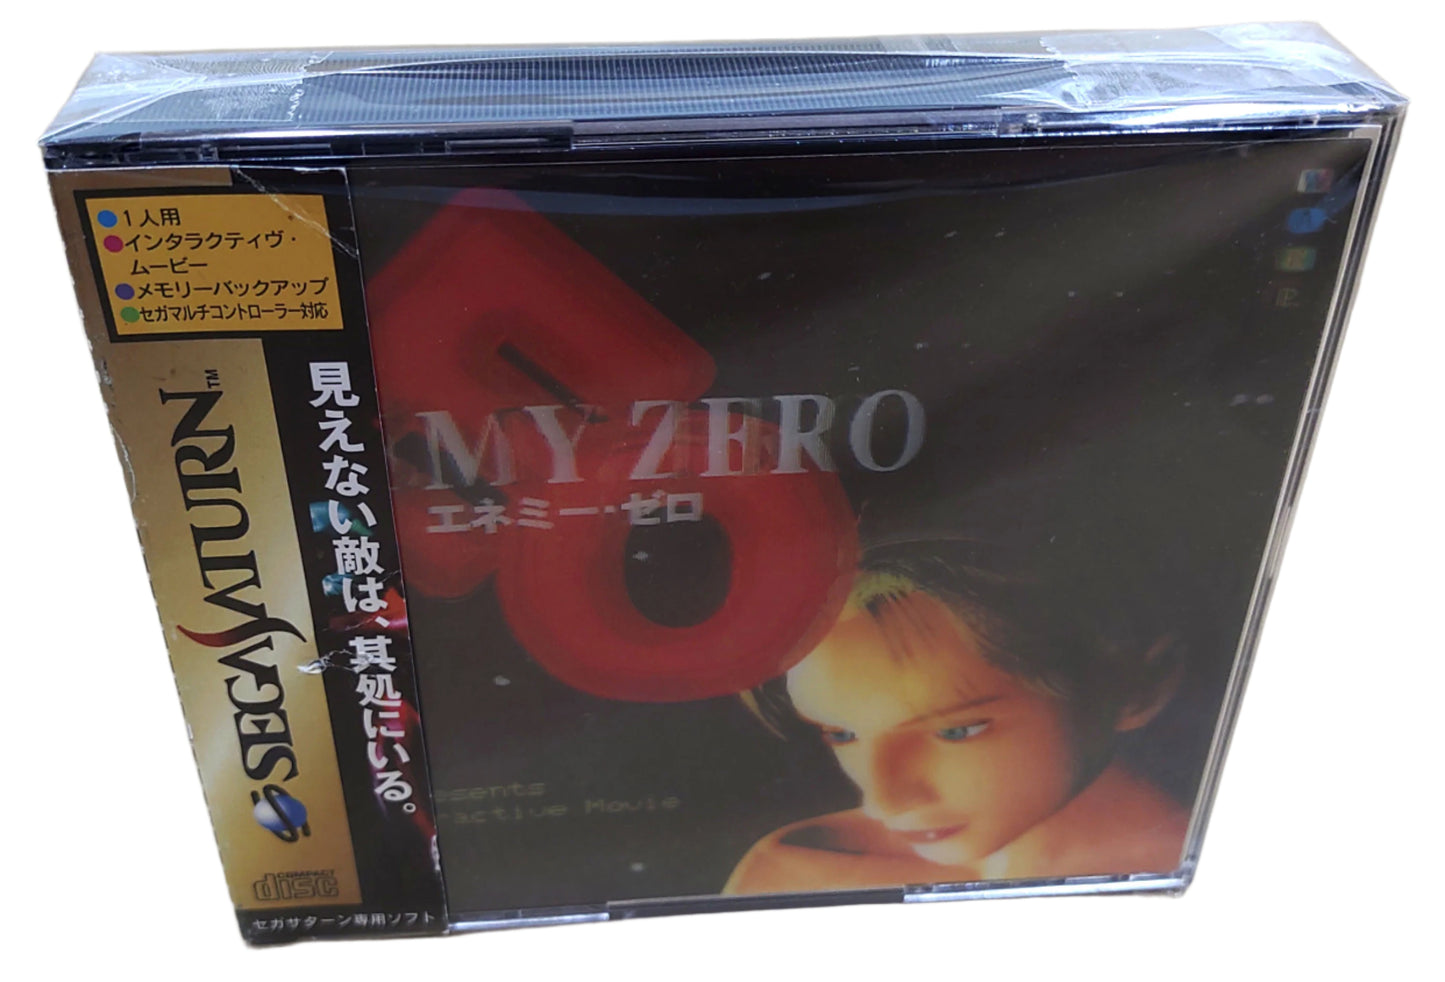 1人用
インタラクティヴ・
ムービー
メモリーバックアップ
セガマルチコントローラー対応
SEGA SATURN™
COMPACT
disc
セガサターン専用ソフト
見えない敵は、其処にいる。
MY ZERO
エネミー・ゼロ
W
A
R
P
esents
ractive Movie